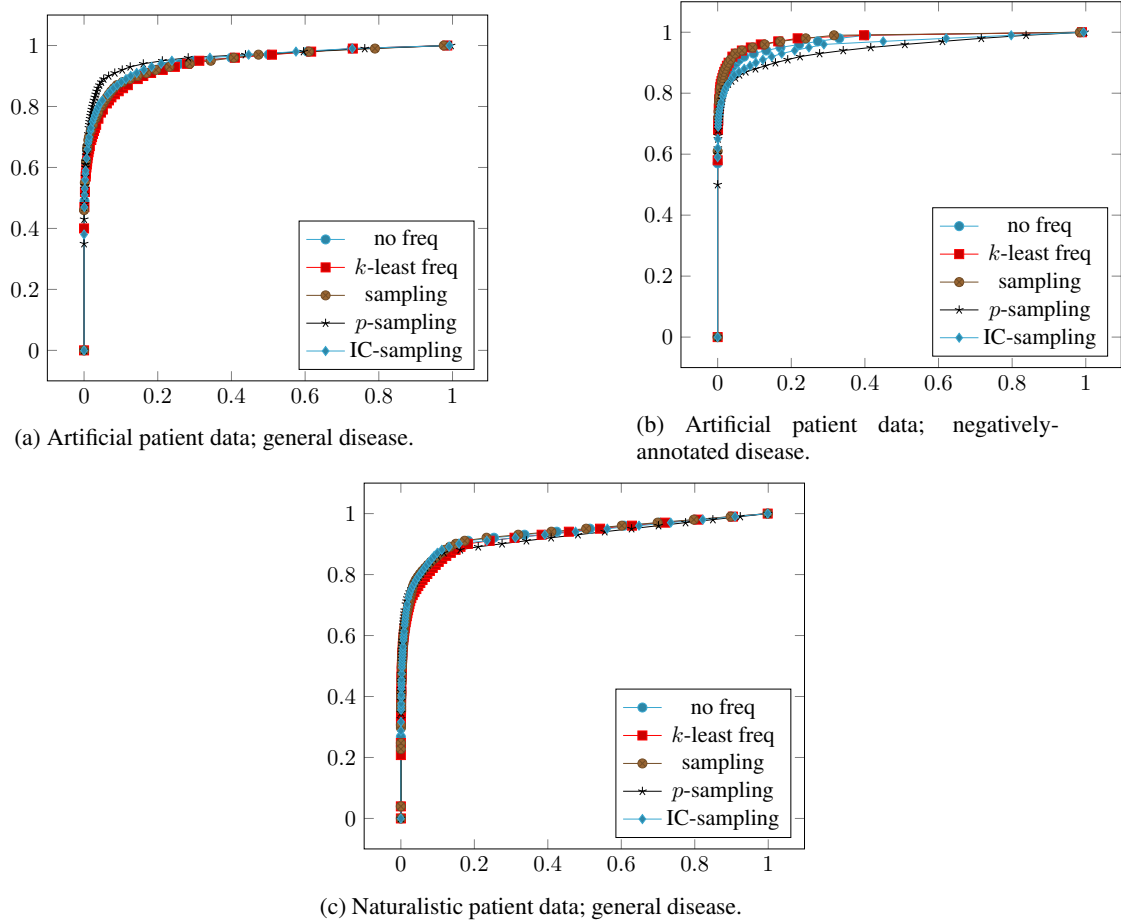 1
0.8
0.6
0.4
0.2
0
no freq
k-least freq
sampling
p-sampling
IC-sampling
0 0.2 0.4 0.6 0.8 1
(a) Artificial patient data; general disease.
1
0.8
0.6
0.4
0.2
0
no freq
k-least freq
sampling
p-sampling
IC-sampling
0 0.2 0.4 0.6 0.8 1
(b) Artificial patient data; negatively-
annotated disease.
1
0.8
0.6
0.4
0.2
0
no freq
k-least freq
sampling
p-sampling
IC-sampling
0 0.2 0.4 0.6 0.8 1
(c) Naturalistic patient data; general disease.